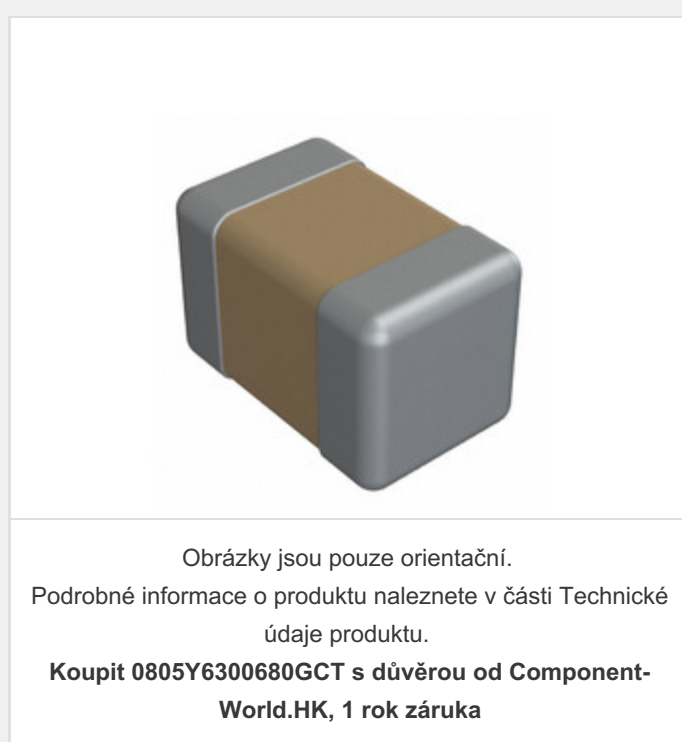 Obrázky jsou pouze orientační.
Podrobné informace o produktu naleznete v části Technické
údaje produktu.
Koupit 0805Y6300680GCT s důvěrou od Component-
World.HK, 1 rok záruka